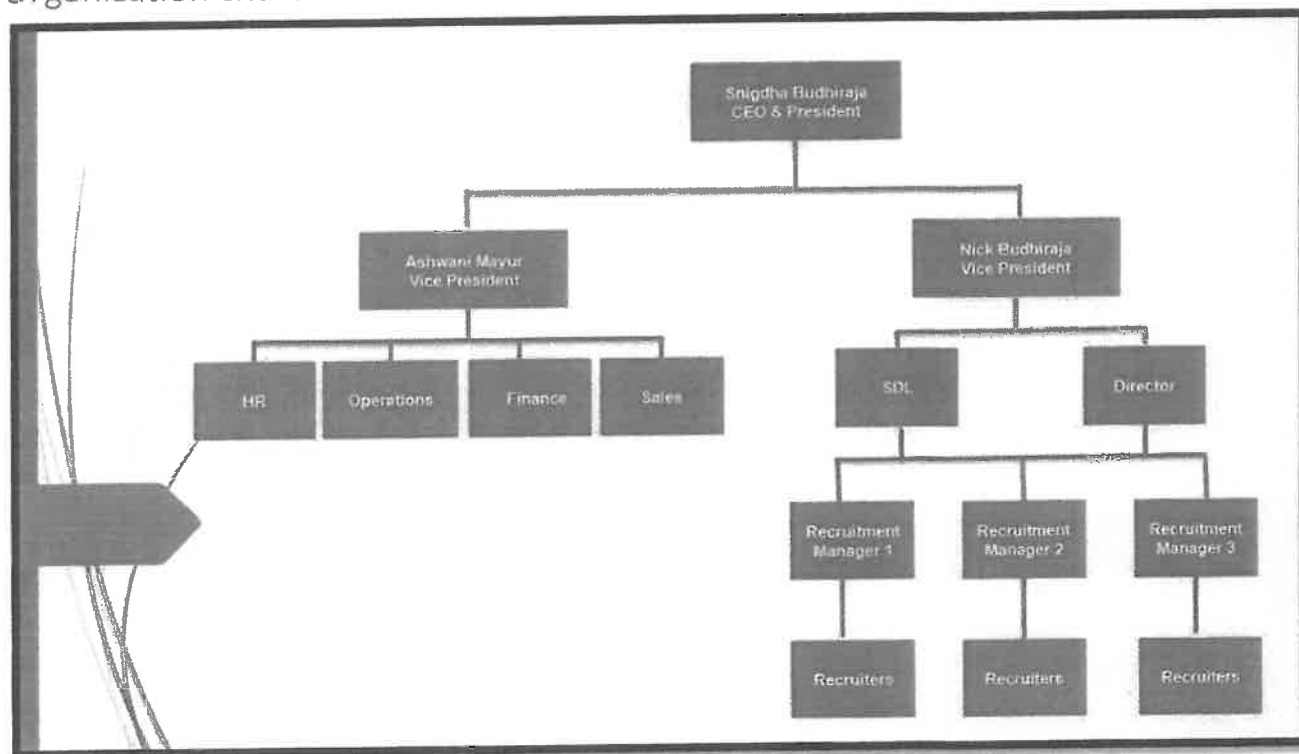 Organization
Snigdha Budhiraja
CEO & President
Ashwani Mayur
Vice President
Nick Budhiraja
Vice President
HR
Operations
Finance
Sales
SDL
Director
Recruitment
Manager 1
Recruitment
Manager 2
Recruitment
Manager 3
Recruiters
Recruiters
Recruiters